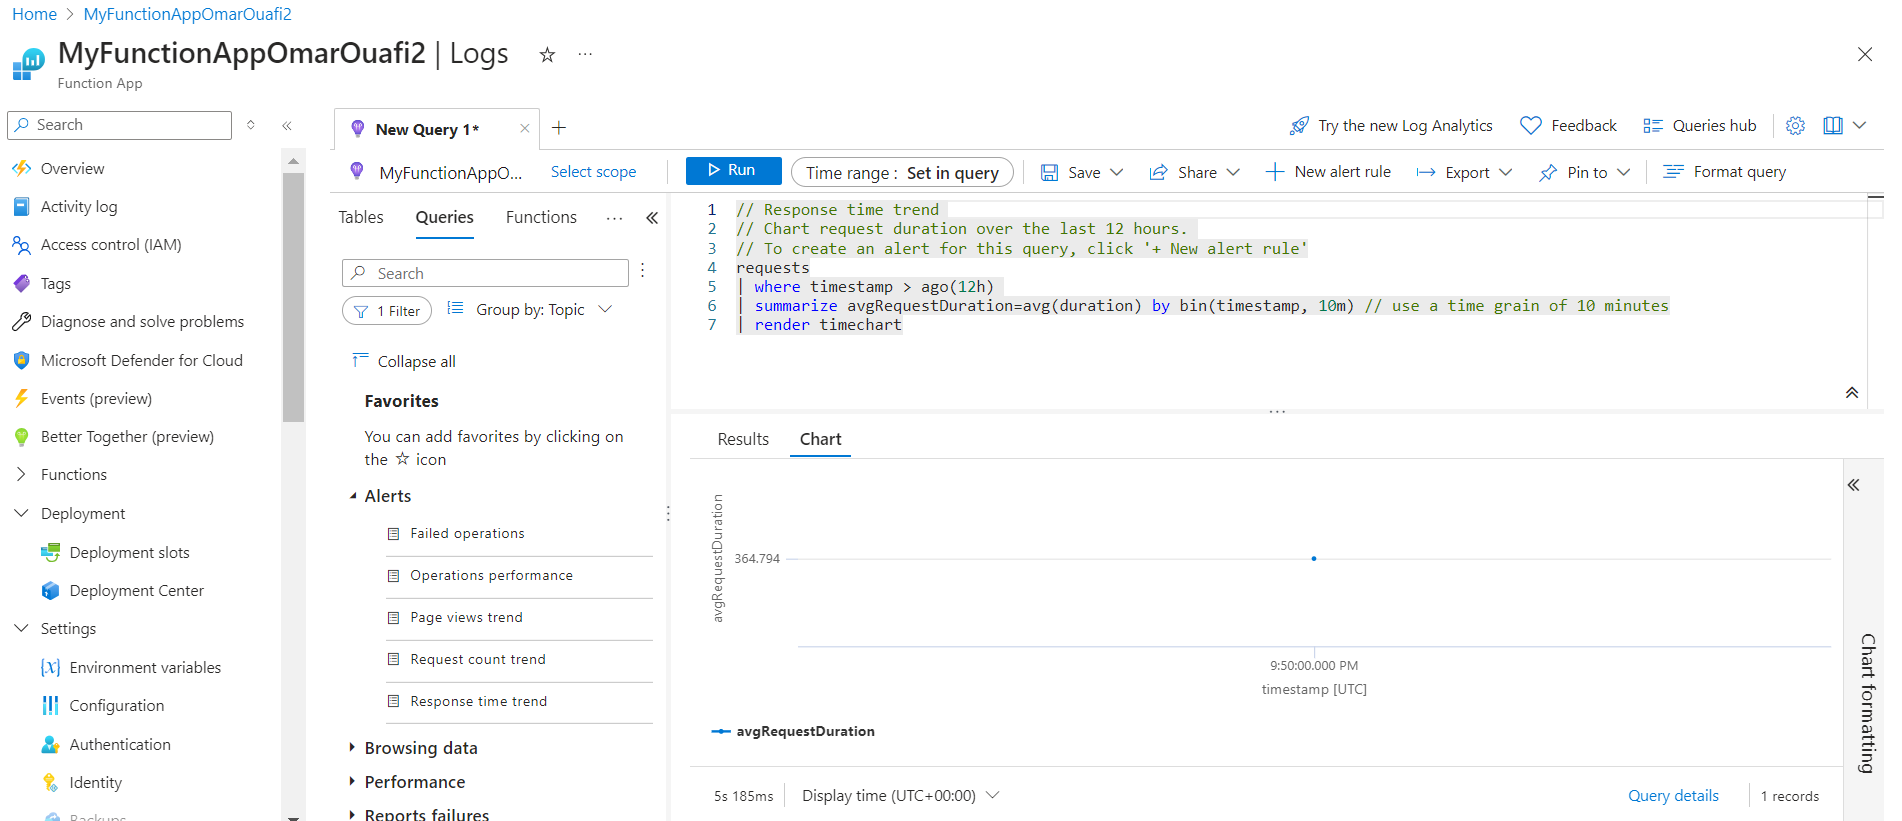 Home > MyFunctionAppOmarOuafi2
MyFunctionAppOmarOuafi2 | Logs
Function App
Search
Overview
Activity log
Access control (IAM)
Tags
Diagnose and solve problems
Microsoft Defender for Cloud
Events (preview)
Better Together (preview)
Functions
Deployment
Deployment slots
Deployment Center
Settings
Environment variables
Configuration
Authentication
Identity
Backups
New Query 1*
Try the new Log Analytics
Feedback
Queries hub
MyFunctionAppO...
Select scope
Run
Time range : Set in query
Save
Share
New alert rule
Export
Pin to
Format query
Tables
Queries
Functions
Search
1 Filter
Group by: Topic
Collapse all
Favorites
You can add favorites by clicking on
the ☆ icon
Alerts
Failed operations
Operations performance
Page views trend
Request count trend
Response time trend
Browsing data
Performance
Reports failures
1 // Response time trend
2 // Chart request duration over the last 12 hours.
3 // To create an alert for this query, click '+ New alert rule'
4 requests
5 | where timestamp > ago(12h)
6 | summarize avgRequestDuration=avg(duration) by bin(timestamp, 10m) // use a time grain of 10 minutes
7 | render timechart
Results
Chart
avgRequestDuration
364.794
9:50:00.000 PM
timestamp [UTC]
avgRequestDuration
Chart formatting
5s 185ms
Display time (UTC+00:00)
Query details
1 records